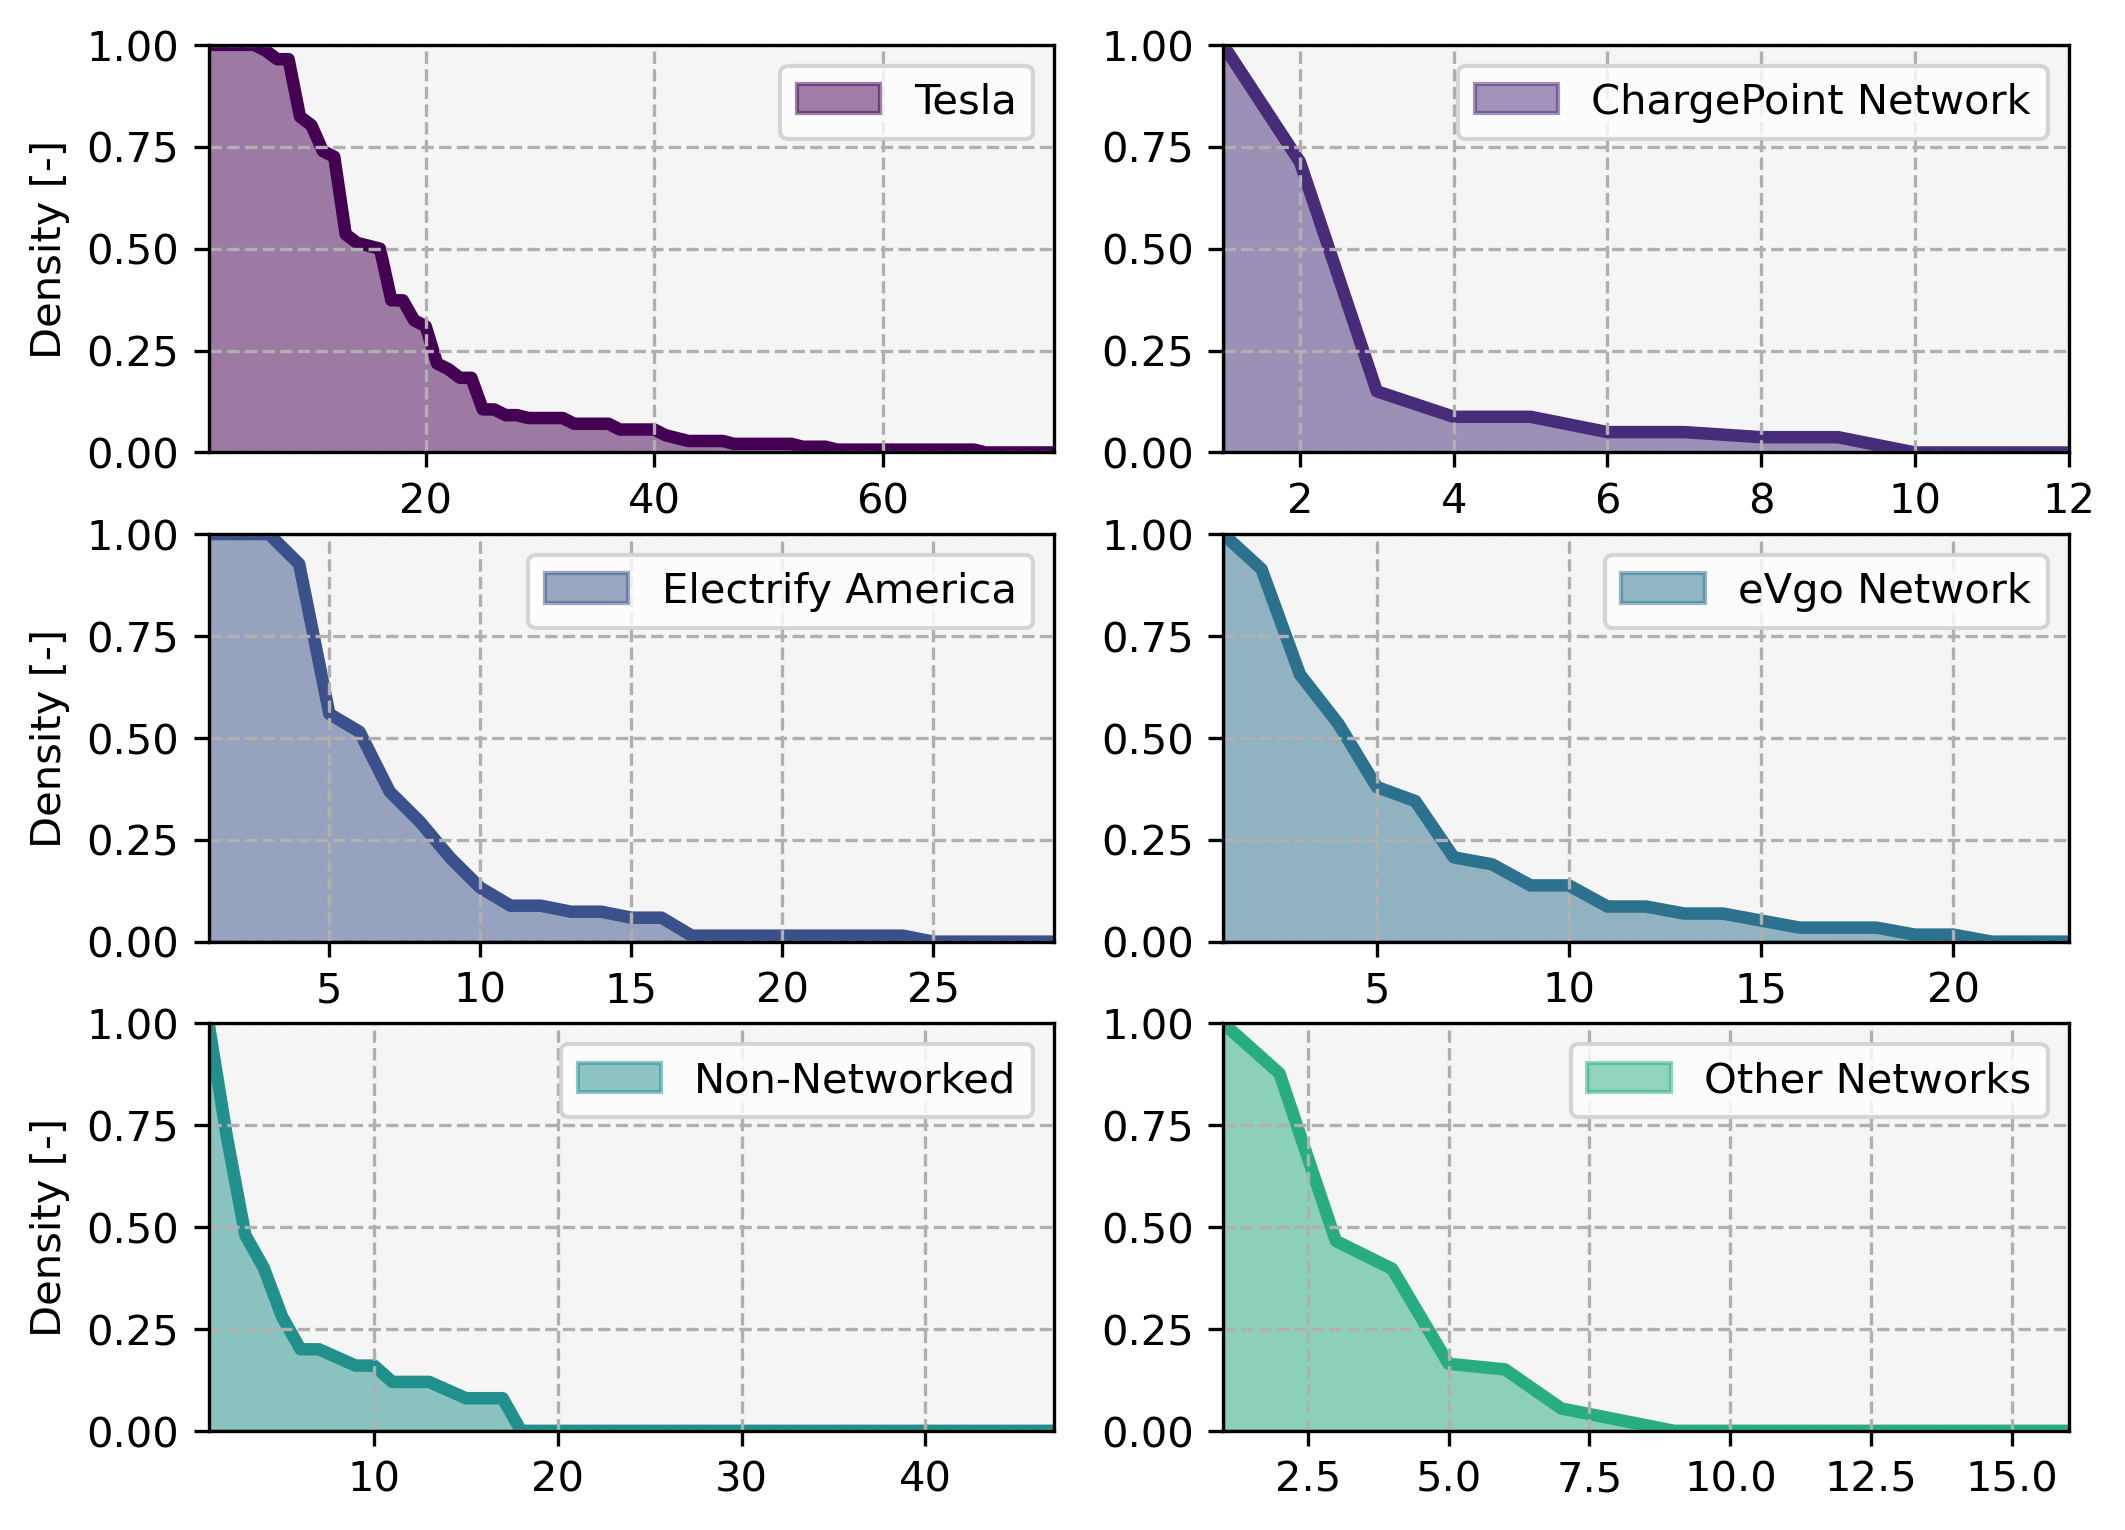 1.00
0.75
0.50
0.25
0.00
Density [-]
20 40 60
Tesla
1.00
0.75
0.50
0.25
0.00
2 4 6 8 10 12
ChargePoint Network
1.00
0.75
0.50
0.25
0.00
Density [-]
5 10 15 20 25
Electrify America
1.00
0.75
0.50
0.25
0.00
5 10 15 20
eVgo Network
1.00
0.75
0.50
0.25
0.00
Density [-]
10 20 30 40
Non-Networked
1.00
0.75
0.50
0.25
0.00
2.5 5.0 7.5 10.0 12.5 15.0
Other Networks